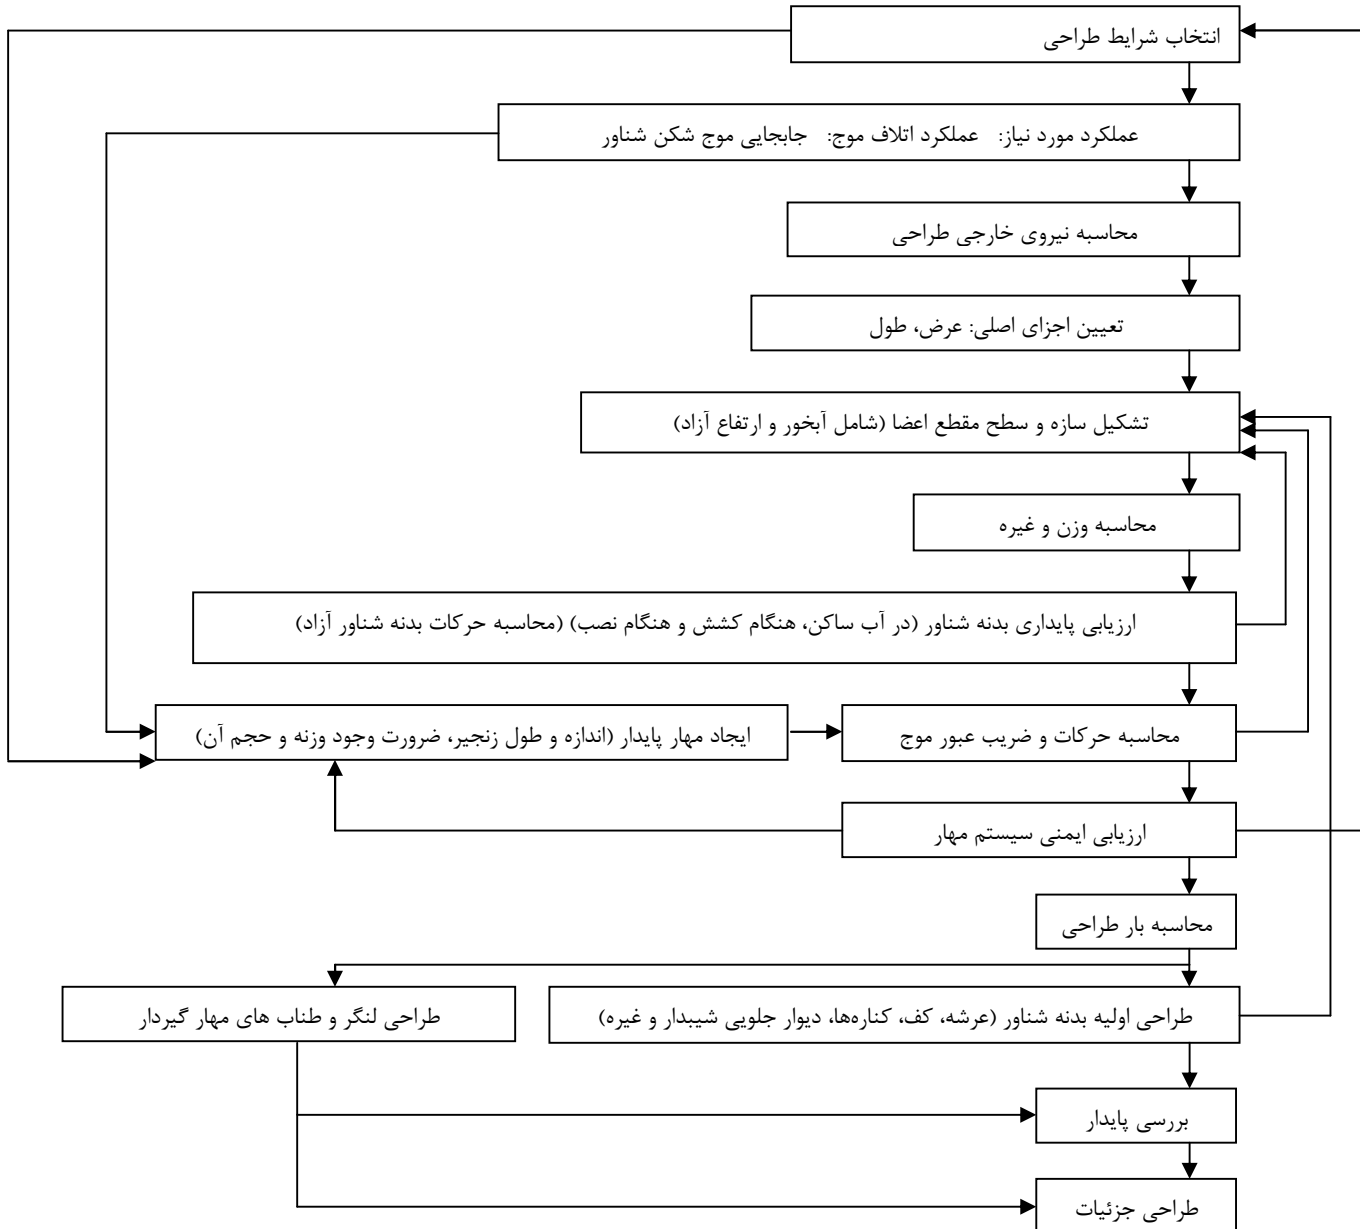 انتخاب شرایط طراحی
عملکرد مورد نیاز: عملکرد اتلاف موج: جابجایی موج شکن شناور
محاسبه نیروی خارجی طراحی
تعیین اجزای اصلی: عرض، طول
تشکیل سازه و سطح مقطع اعضا (شامل آبخور و ارتفاع آزاد)
محاسبه وزن و غیره
ارزیابی پایداری بدنه شناور (در آب ساکن، هنگام کشش و هنگام نصب) (محاسبه حرکات بدنه شناور آزاد)
محاسبه حرکات و ضریب عبور موج
ایجاد مهار پایدار (اندازه و طول زنجیر، ضرورت وجود وزنه و حجم آن)
ارزیابی ایمنی سیستم مهار
محاسبه بار طراحی
طراحی اولیه بدنه شناور (عرشه، کف، کناره‌ها، دیوار جلویی شیبدار و غیره)
طراحی لنگر و طناب های مهار گیردار
بررسی پایدار
طراحی جزئیات